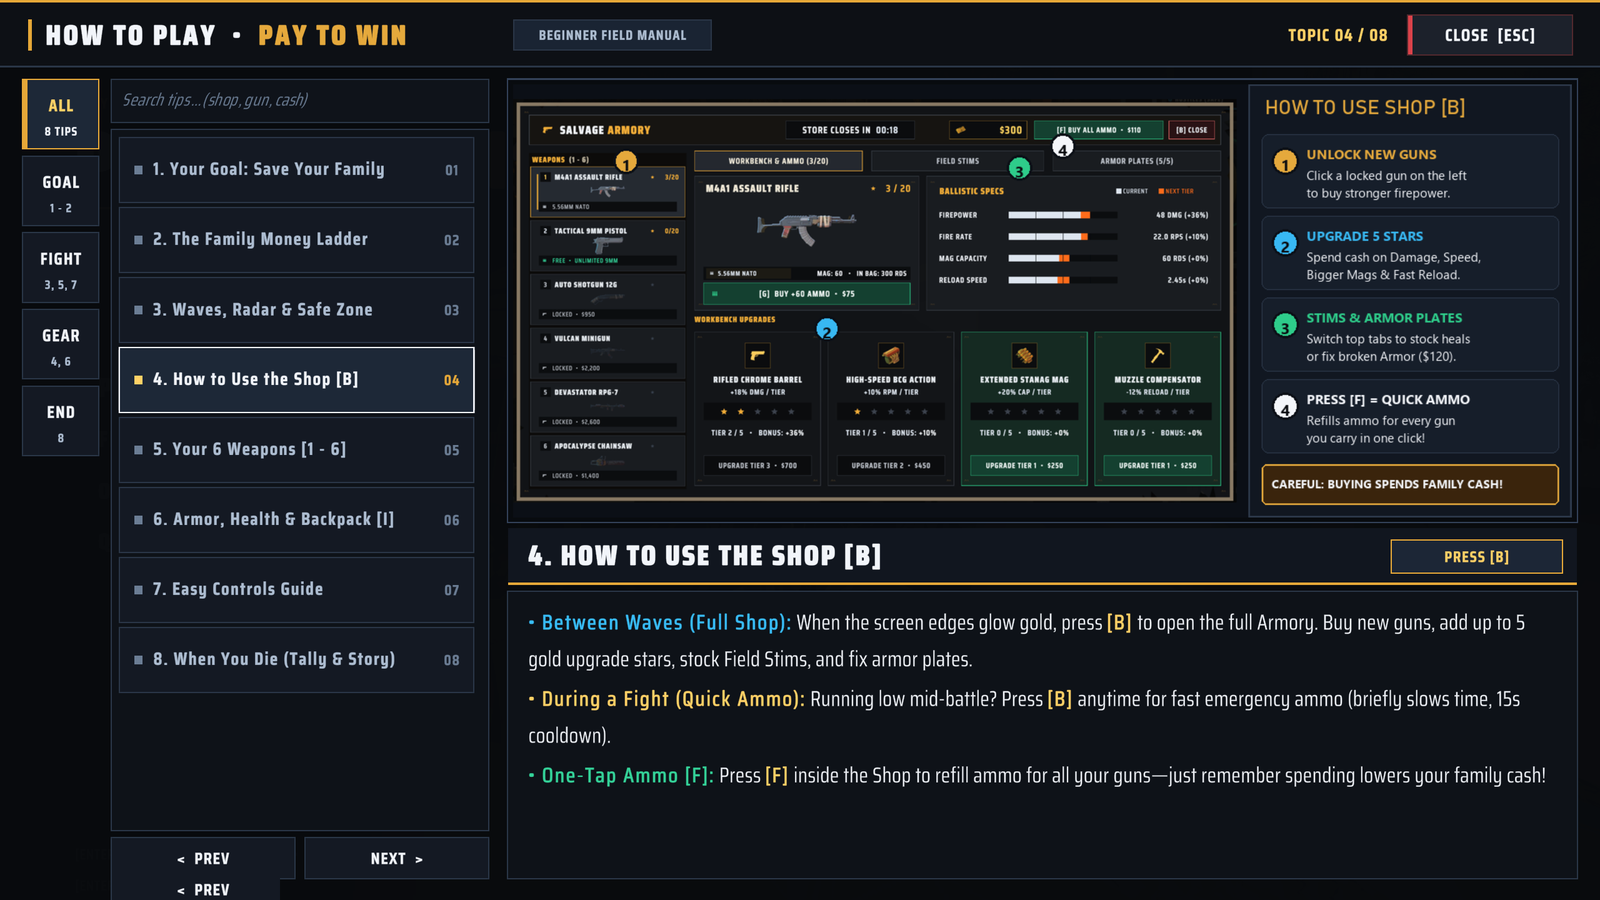 HOW TO PLAY • PAY TO WIN
BEGINNER FIELD MANUAL
TOPIC 04 / 08
CLOSE [ESC]
ALL
8 TIPS
GOAL
1 - 2
FIGHT
3, 5, 7
GEAR
4, 6
END
8
Search tips...(shop, gun, cash)
1. Your Goal: Save Your Family 01
2. The Family Money Ladder 02
3. Waves, Radar & Safe Zone 03
4. How to Use the Shop [B] 04
5. Your 6 Weapons [1 - 6] 05
6. Armor, Health & Backpack [I] 06
7. Easy Controls Guide 07
8. When You Die (Tally & Story) 08
< PREV
NEXT >
< PREV
SALVAGE ARMORY
STORE CLOSES IN 00:18
$300
[F] BUY ALL AMMO • $110
[B] CLOSE
WEAPONS (1 - 6)
1
1 M4A1 ASSAULT RIFLE 3/20
5.56MM NATO
2 TACTICAL 9MM PISTOL 0/20
FREE • UNLIMITED 9MM
3 AUTO SHOTGUN 12G
LOCKED • $950
4 VULCAN MINIGUN
LOCKED • $2,200
5 DEVASTATOR RPG-7
LOCKED • $2,600
6 APOCALYPSE CHAINSAW
LOCKED • $1,400
WORKBENCH & AMMO (3/20)
FIELD STIMS
3
4
ARMOR PLATES (5/5)
M4A1 ASSAULT RIFLE
★ 3 / 20
5.56MM NATO
MAG: 60 • IN BAG: 300 RDS
[G] BUY +60 AMMO • $75
BALLISTIC SPECS
CURRENT
NEXT TIER
FIREPOWER 48 DMG (+36%)
FIRE RATE 22.0 RPS (+10%)
MAG CAPACITY 60 RDS (+0%)
RELOAD SPEED 2.45s (+0%)
WORKBENCH UPGRADES
2
RIFLED CHROME BARREL
+18% DMG / TIER
★ ★ ★ ★ ★
TIER 2 / 5 • BONUS: +36%
UPGRADE TIER 3 • $700
HIGH-SPEED BCG ACTION
+10% RPM / TIER
★ ★ ★ ★ ★
TIER 1 / 5 • BONUS: +10%
UPGRADE TIER 2 • $450
EXTENDED STANAG MAG
+20% CAP / TIER
★ ★ ★ ★ ★
TIER 0 / 5 • BONUS: +0%
UPGRADE TIER 1 • $250
MUZZLE COMPENSATOR
-12% RELOAD / TIER
★ ★ ★ ★ ★
TIER 0 / 5 • BONUS: +0%
UPGRADE TIER 1 • $250
HOW TO USE SHOP [B]
1 UNLOCK NEW GUNS
Click a locked gun on the left
to buy stronger firepower.
2 UPGRADE 5 STARS
Spend cash on Damage, Speed,
Bigger Mags & Fast Reload.
3 STIMS & ARMOR PLATES
Switch top tabs to stock heals
or fix broken Armor ($120).
4 PRESS [F] = QUICK AMMO
Refills ammo for every gun
you carry in one click!
CAREFUL: BUYING SPENDS FAMILY CASH!
4. HOW TO USE THE SHOP [B]
PRESS [B]
• Between Waves (Full Shop): When the screen edges glow gold, press [B] to open the full Armory. Buy new guns, add up to 5
gold upgrade stars, stock Field Stims, and fix armor plates.
• During a Fight (Quick Ammo): Running low mid-battle? Press [B] anytime for fast emergency ammo (briefly slows time, 15s
cooldown).
• One-Tap Ammo [F]: Press [F] inside the Shop to refill ammo for all your guns—just remember spending lowers your family cash!